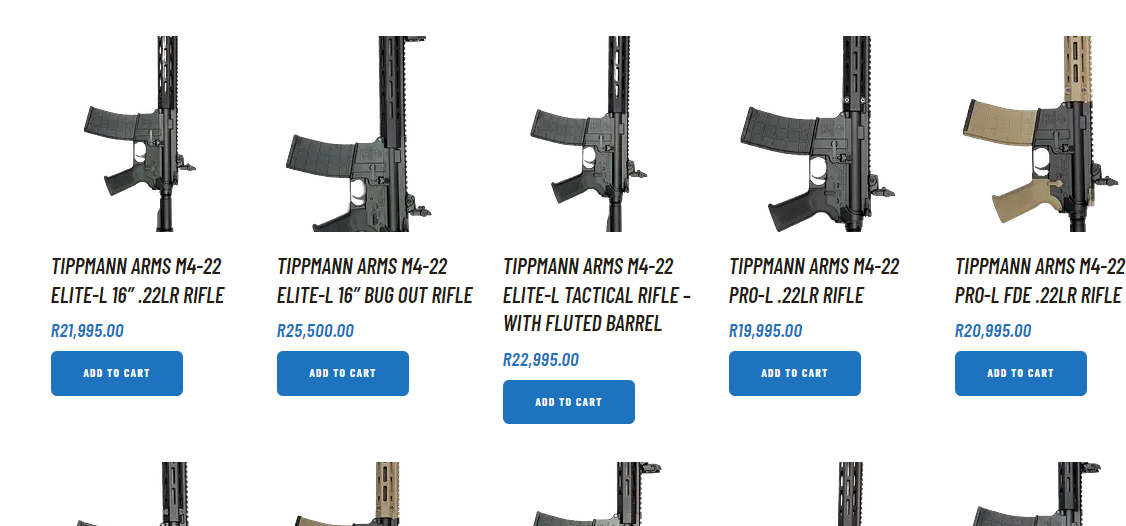 TIPPMANN ARMS M4-22
ELITE-L 16” .22LR RIFLE
R21,995.00
ADD TO CART
TIPPMANN ARMS M4-22
ELITE-L 16” BUG OUT RIFLE
R25,500.00
ADD TO CART
TIPPMANN ARMS M4-22
ELITE-L TACTICAL RIFLE –
WITH FLUTED BARREL
R22,995.00
ADD TO CART
TIPPMANN ARMS M4-22
PRO-L .22LR RIFLE
R19,995.00
ADD TO CART
TIPPMANN ARMS M4-22
PRO-L FDE .22LR RIFLE
R20,995.00
ADD TO CART